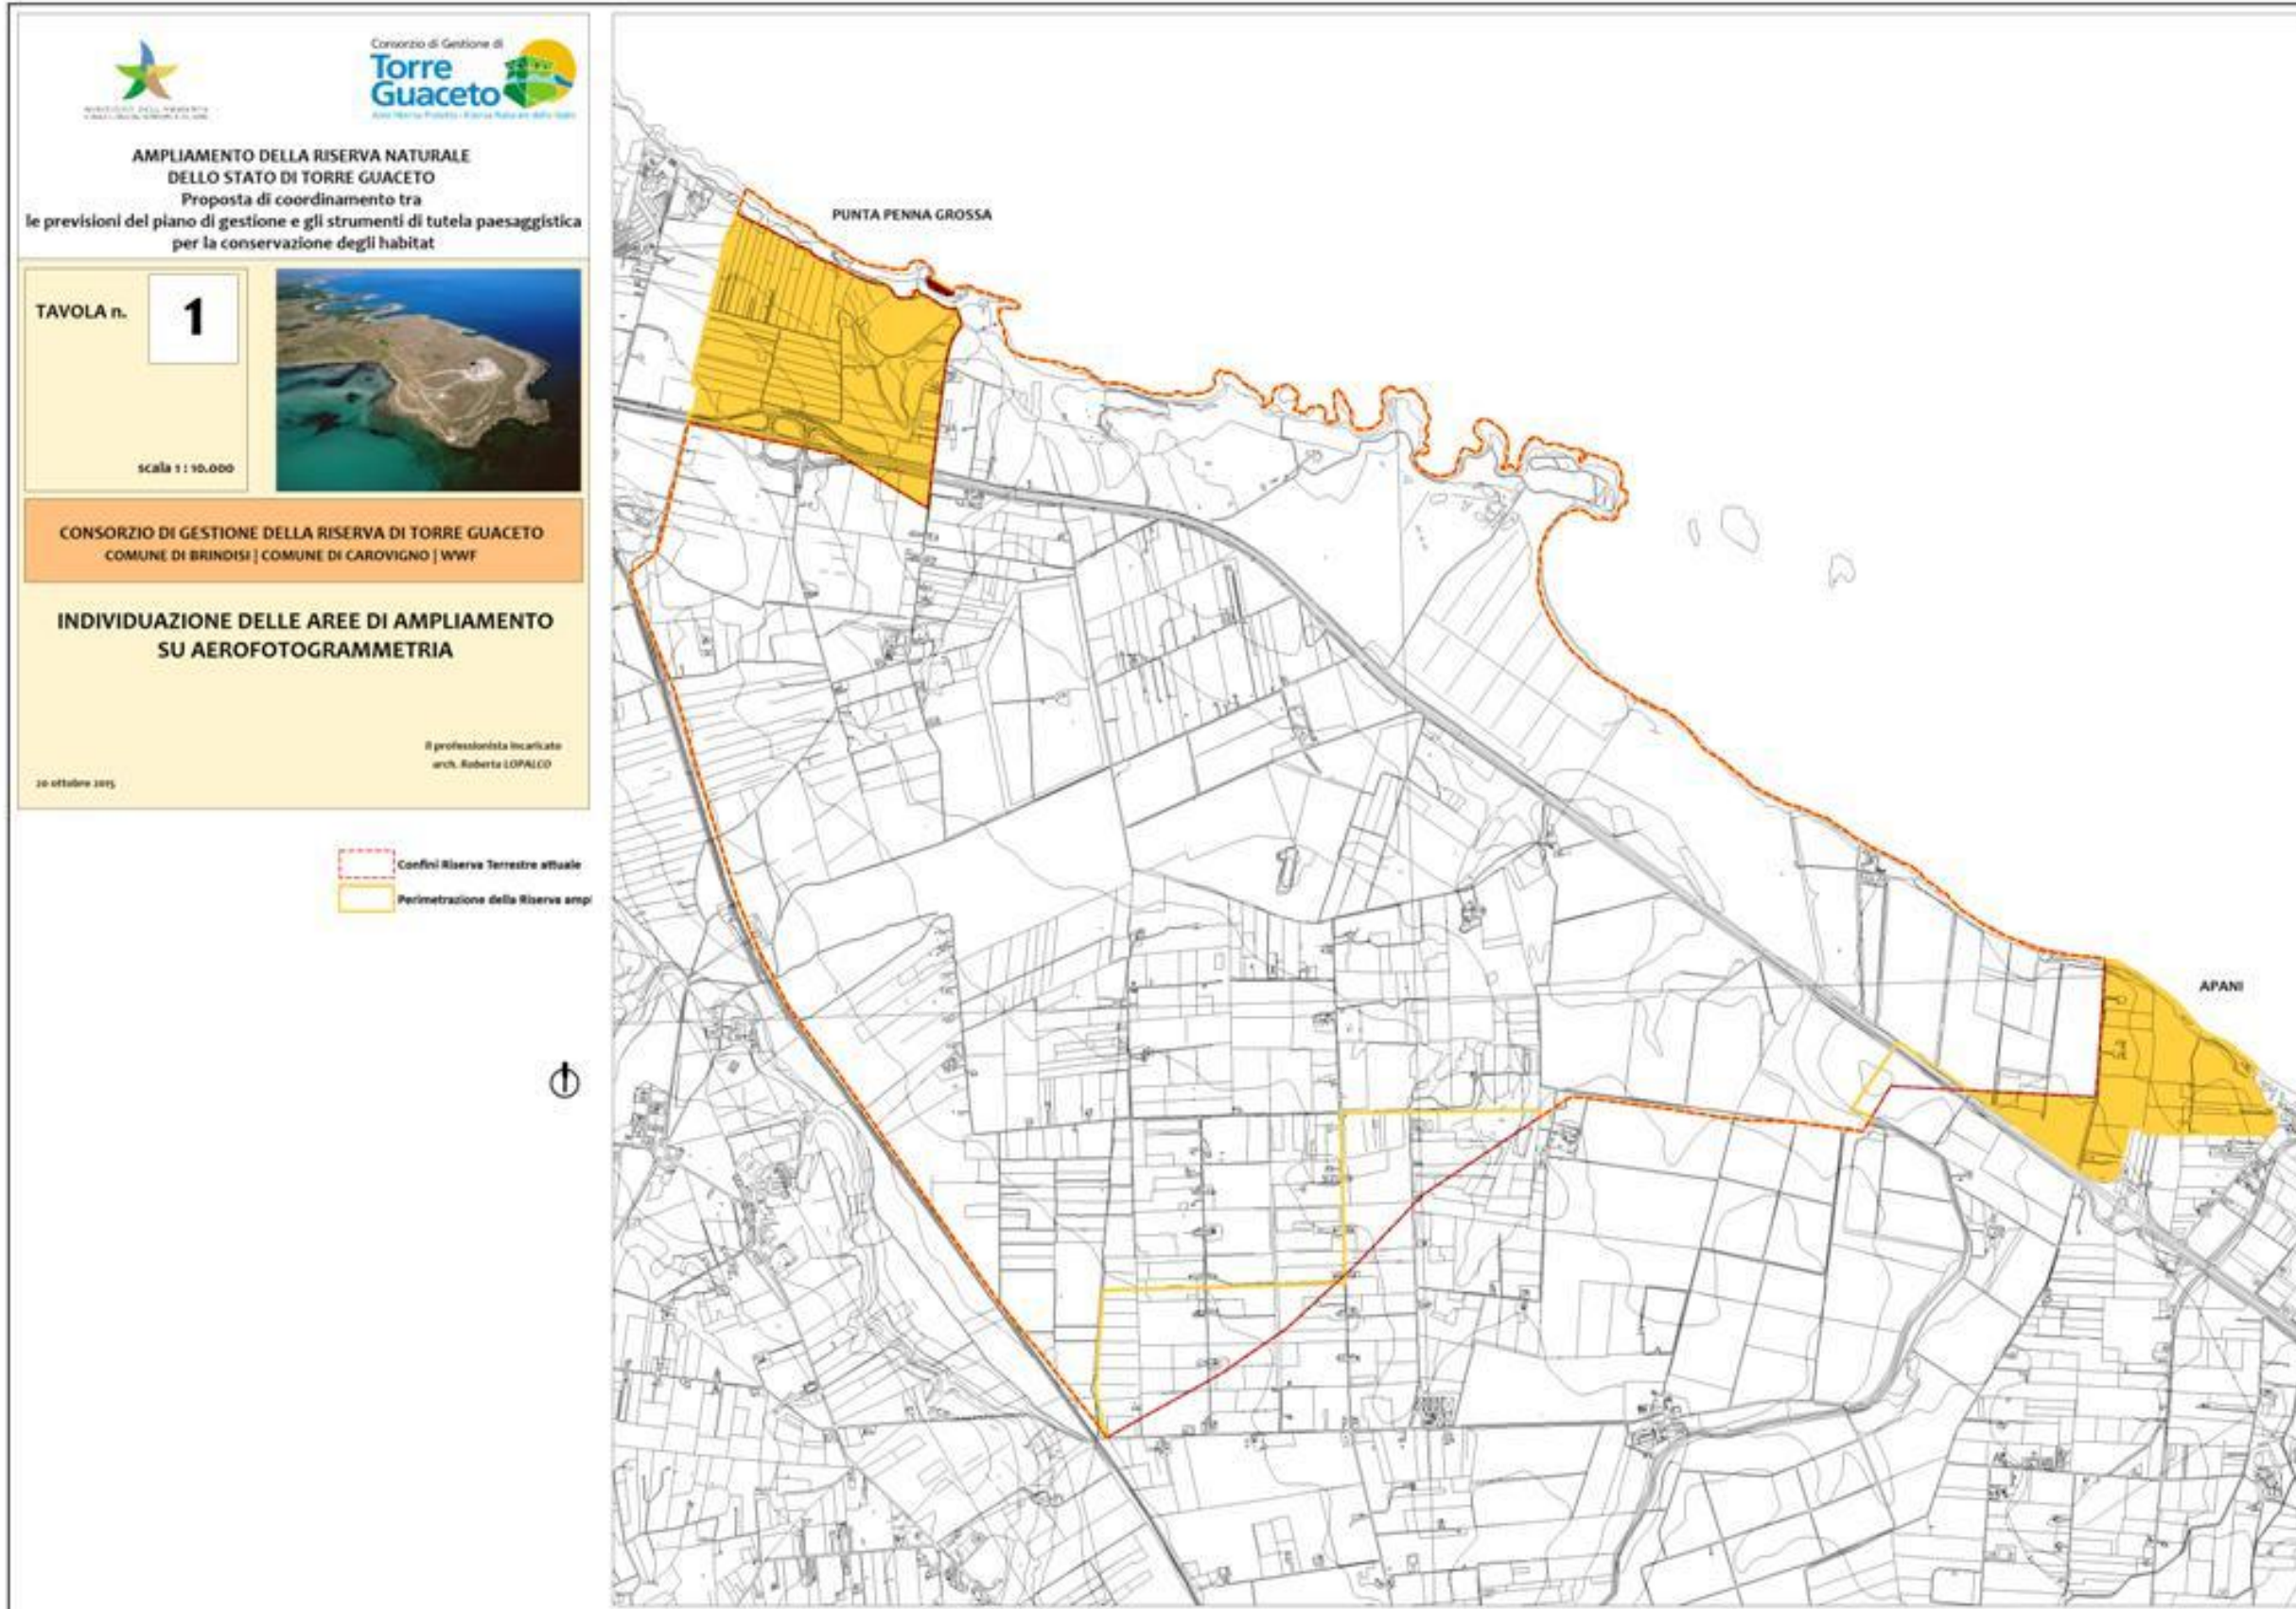 Consorzio di Gestione di
Torre
Guaceto
AMPLIAMENTO DELLA RISERVA NATURALE
DELLO STATO DI TORRE GUACETO
Proposta di coordinamento tra
le previsioni del piano di gestione e gli strumenti di tutela paesaggistica
per la conservazione degli habitat
TAVOLA n.
1
scala 1 : 10.000
CONSORZIO DI GESTIONE DELLA RISERVA DI TORRE GUACETO
COMUNE DI BRINDISI | COMUNE DI CAROVIGNO | WWF
INDIVIDUAZIONE DELLE AREE DI AMPLIAMENTO
SU AEROFOTOGRAMMETRIA
Il professionista incaricato
arch. Roberta LOPALCO
20 ottobre 2015
Confini Riserva Terrestre attuale
Perimetrazione della Riserva ampl
PUNTA PENNA GROSSA
APANI